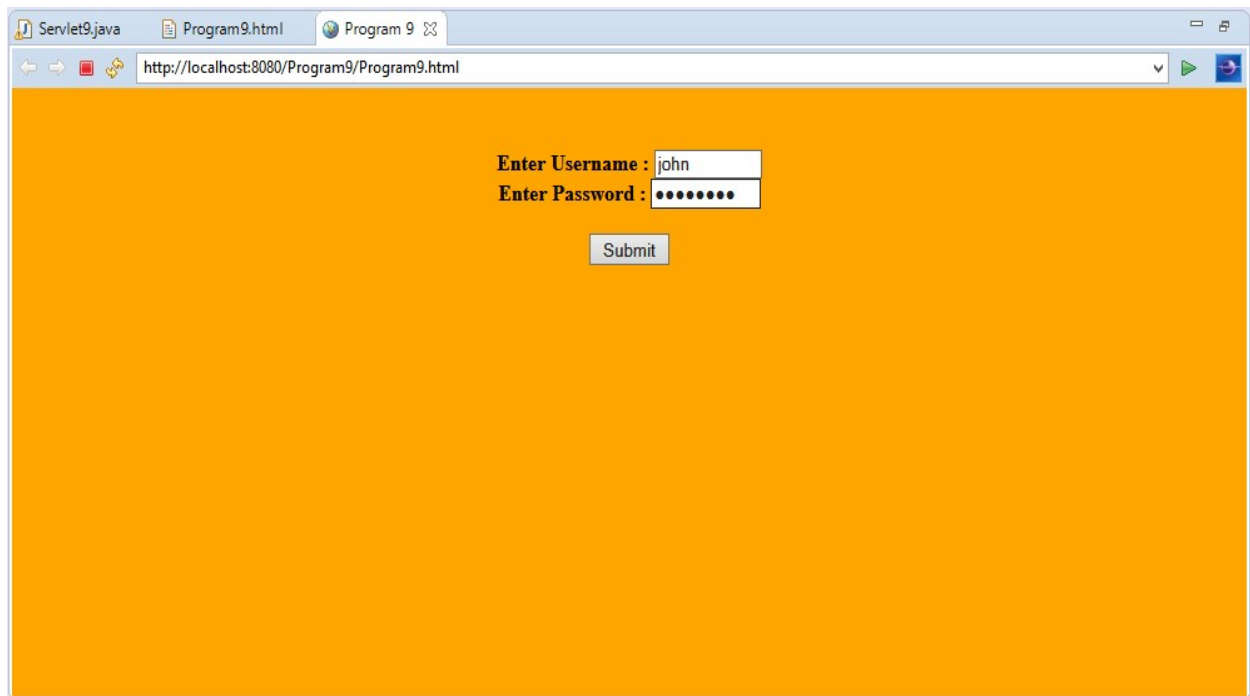 Servlet9.java Program9.html Program 9
http://localhost:8080/Program9/Program9.html
Enter Username : john
Enter Password : ••••••••
Submit